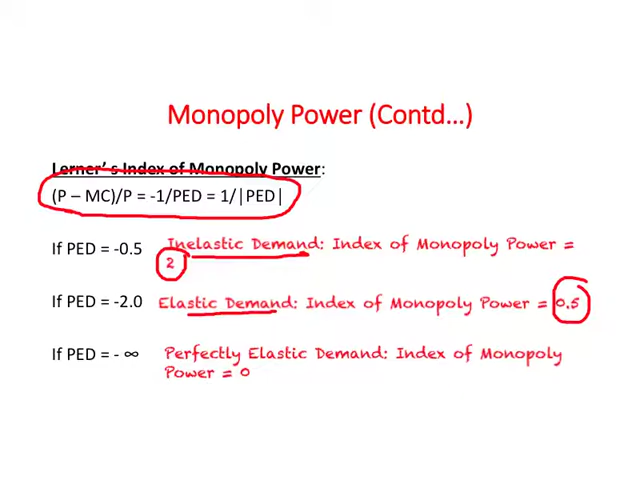 Monopoly Power (Contd…)
Lerner’ s Index of Monopoly Power:
(P – MC)/P = -1/PED = 1/|PED|
If PED = -0.5 Inelastic Demand: Index of Monopoly Power =
2
If PED = -2.0 Elastic Demand: Index of Monopoly Power = 0.5
If PED = - ∞ Perfectly Elastic Demand: Index of Monopoly
Power = 0